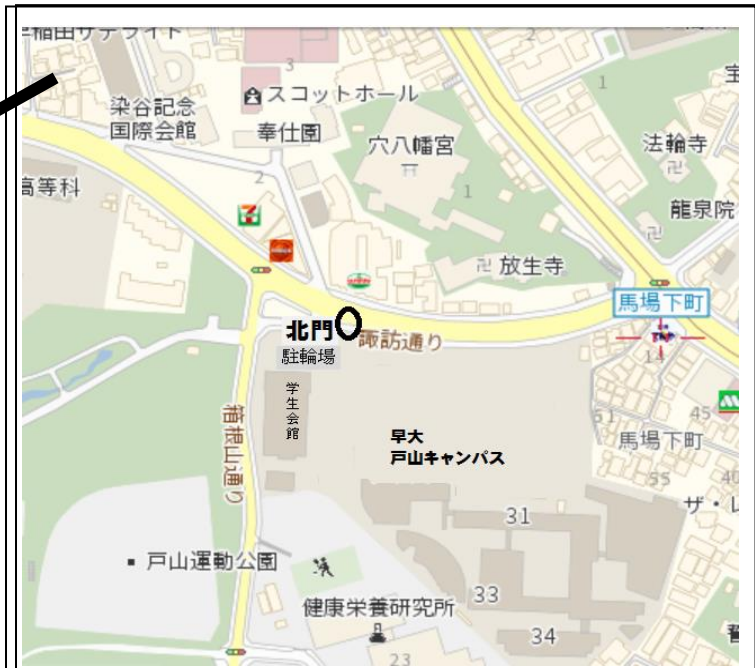 早稲田サテライト
染谷記念
国際会館
3
スコットホール
奉仕園
2
2
穴八幡宮
1
1
宝
法輪寺
卍
龍泉院
卍
高等科
卍 放生寺
馬場下町
北門
駐輪場
諏訪通り
学生会館
箱根山通り
早大
戸山キャンパス
14
51
45
馬場下町
55
40
ザ・レ
31
戸山運動公園
健康栄養研究所
33
34
23